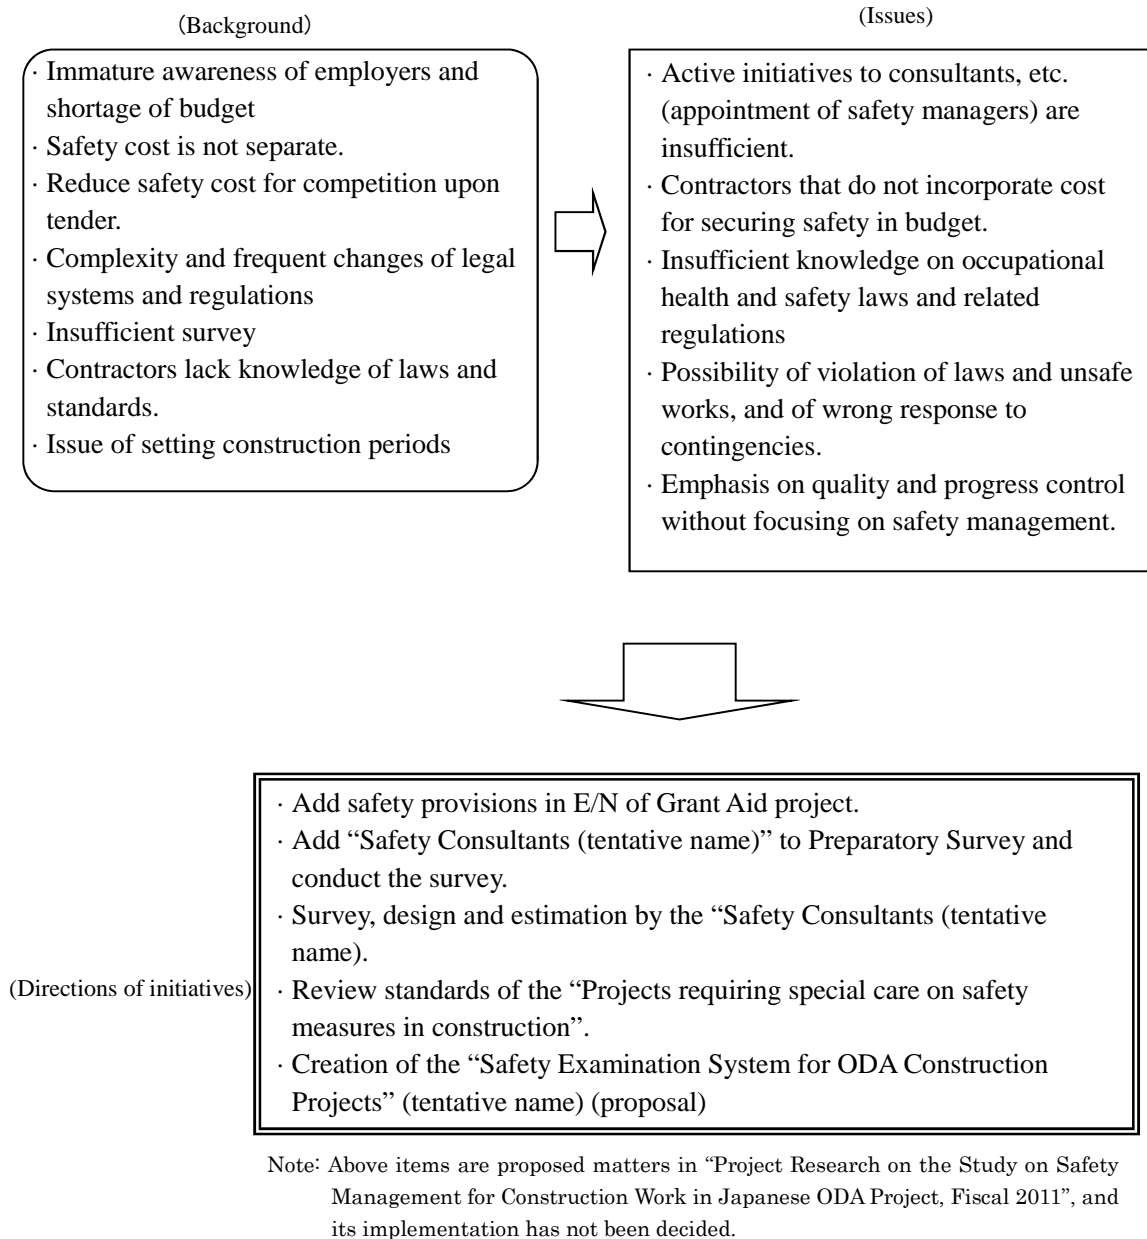 (Background)
· Immature awareness of employers and
shortage of budget
· Safety cost is not separate.
· Reduce safety cost for competition upon
tender.
· Complexity and frequent changes of legal
systems and regulations
· Insufficient survey
· Contractors lack knowledge of laws and
standards.
· Issue of setting construction periods
(Issues)
· Active initiatives to consultants, etc.
(appointment of safety managers) are
insufficient.
· Contractors that do not incorporate cost
for securing safety in budget.
· Insufficient knowledge on occupational
health and safety laws and related
regulations
· Possibility of violation of laws and unsafe
works, and of wrong response to
contingencies.
· Emphasis on quality and progress control
without focusing on safety management.
(Directions of initiatives)
· Add safety provisions in E/N of Grant Aid project.
· Add “Safety Consultants (tentative name)” to Preparatory Survey and
conduct the survey.
· Survey, design and estimation by the “Safety Consultants (tentative
name).
· Review standards of the “Projects requiring special care on safety
measures in construction”.
· Creation of the “Safety Examination System for ODA Construction
Projects” (tentative name) (proposal)
Note: Above items are proposed matters in “Project Research on the Study on Safety
Management for Construction Work in Japanese ODA Project, Fiscal 2011”, and
its implementation has not been decided.